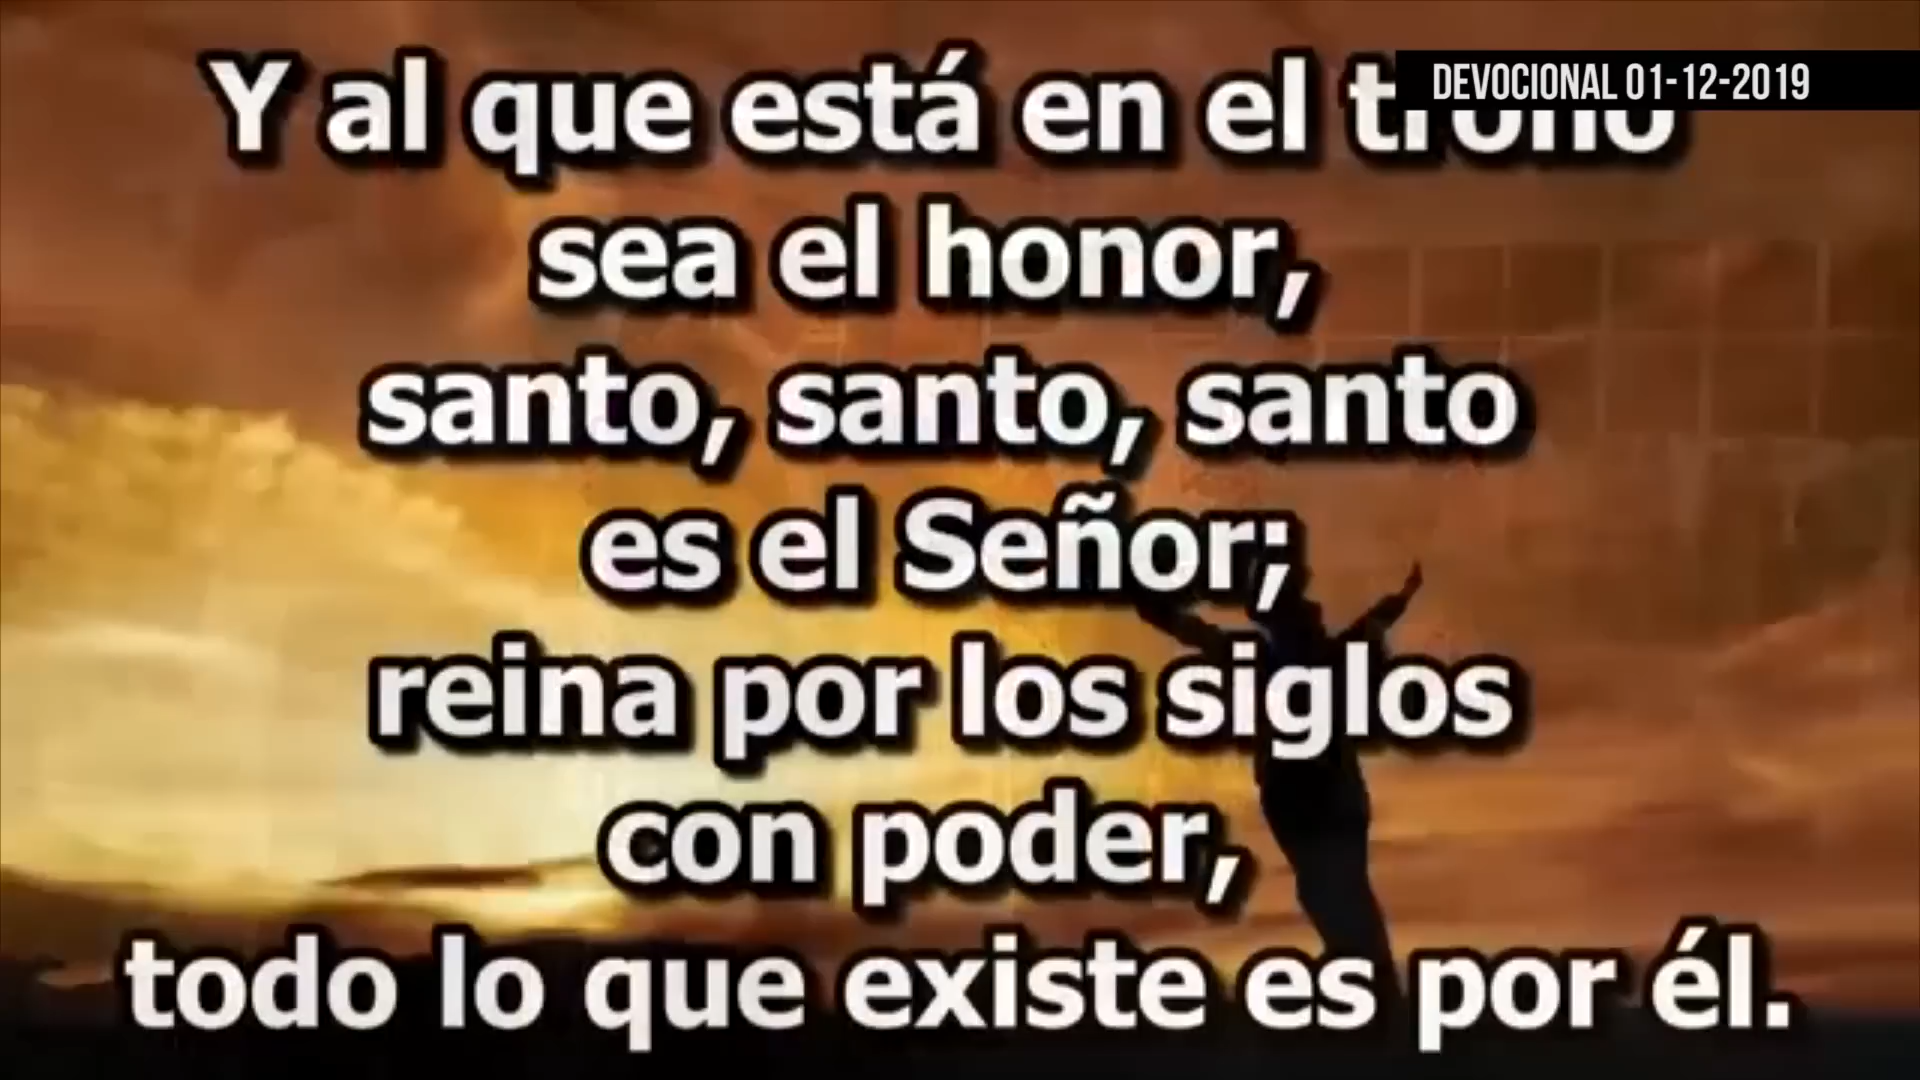 DEVOCIONAL 01-12-2019
Y al que está en el trono
sea el honor,
santo, santo, santo
es el Señor;
reina por los siglos
con poder,
todo lo que existe es por él.